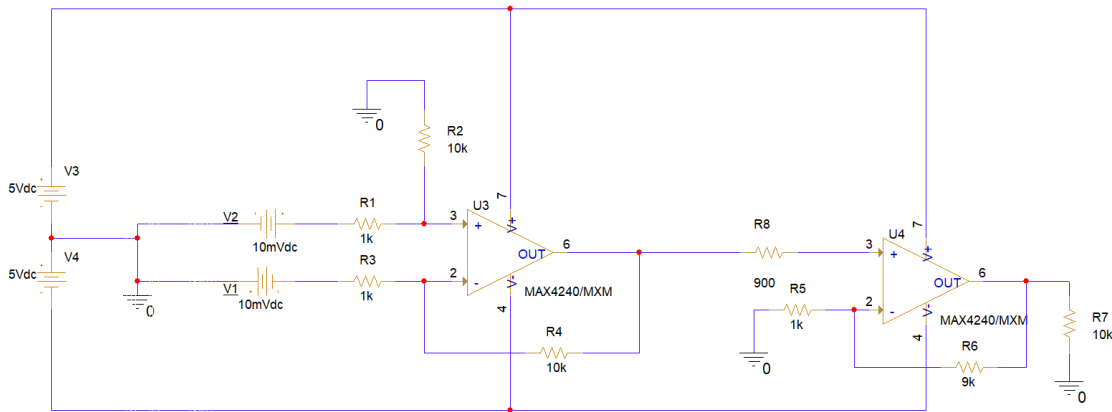 V3
5Vdc
V4
5Vdc
0
V2
10mVdc
V1
10mVdc
R1
1k
R3
1k
0
R2
10k
U3
3
+
2
-
7
V+
OUT
6
V-
4
MAX4240/MXM
R4
10k
R8
900
R5
1k
0
U4
3
+
2
-
7
V+
OUT
6
V-
4
MAX4240/MXM
R6
9k
R7
10k
0